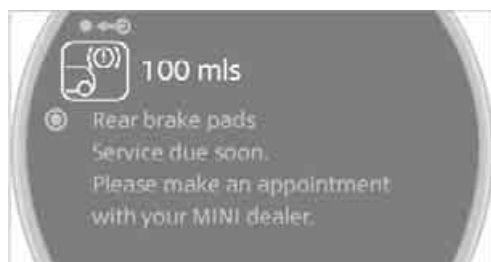 100 mls
Rear brake pads
Service due soon.
Please make an appointment
with your MINI dealer.